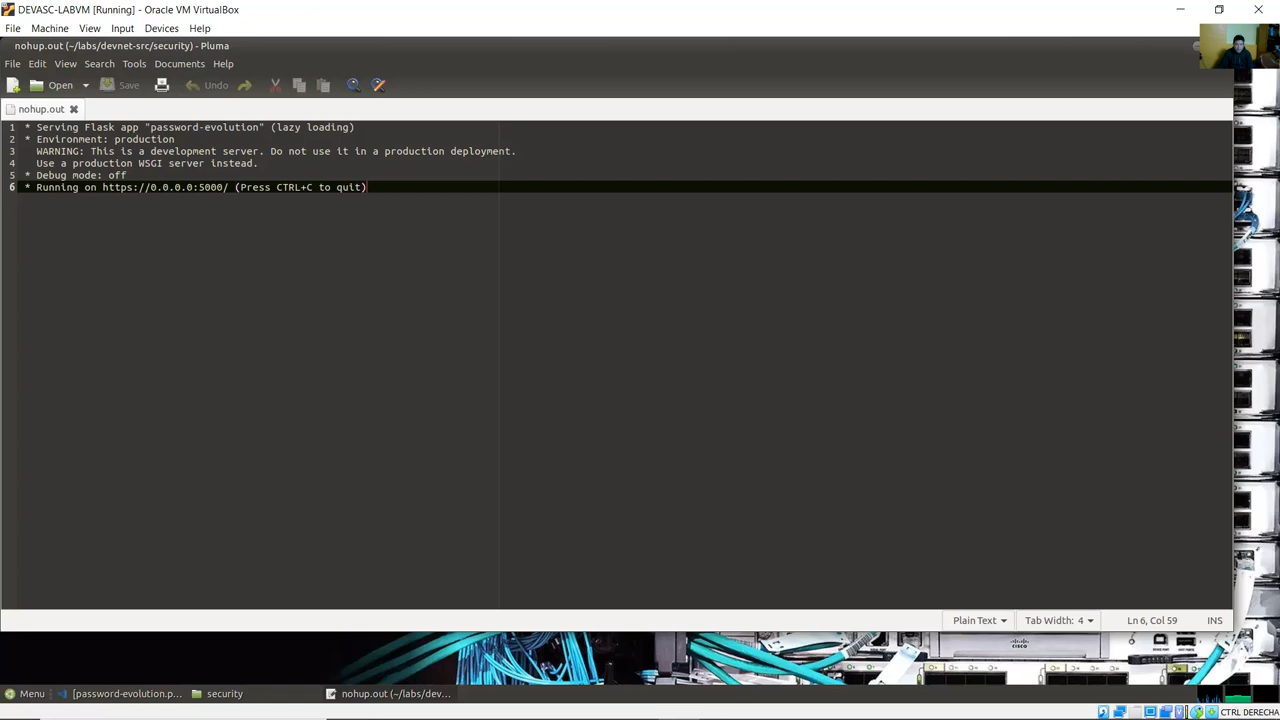 DEVASC-LABVM [Running] - Oracle VM VirtualBox
File Machine View Input Devices Help
nohup.out (~/labs/devnet-src/security) - Pluma
File Edit View Search Tools Documents Help
Open Save Undo
nohup.out
1 * Serving Flask app "password-evolution" (lazy loading)
2 * Environment: production
3 WARNING: This is a development server. Do not use it in a production deployment.
4 Use a production WSGI server instead.
5 * Debug mode: off
6 * Running on https://0.0.0.0:5000/ (Press CTRL+C to quit)
Plain Text Tab Width: 4 Ln 6, Col 59 INS
CISCO
Menu [password-evolution.p... security nohup.out (~/labs/dev...
CTRL DERECHA